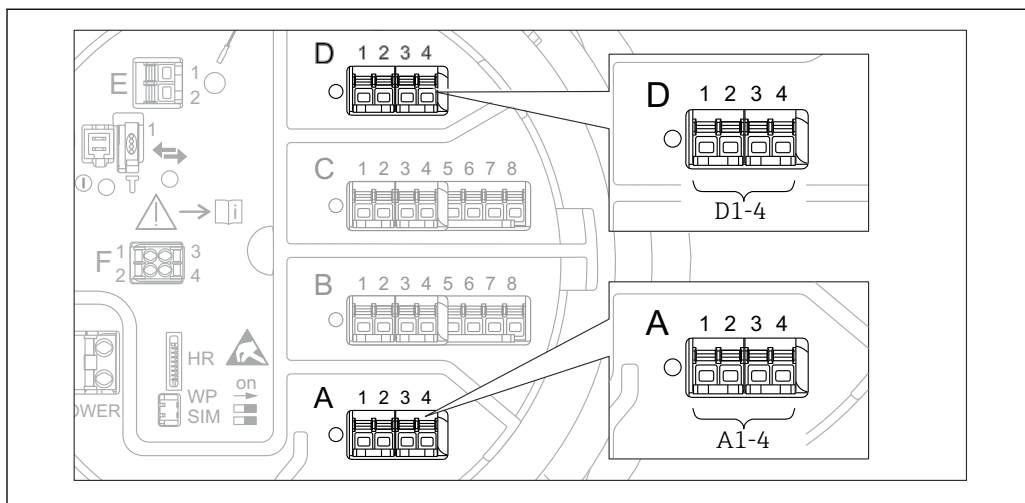 D 1 2 3 4
E 1
2
1
C 1 2 3 4 5 6 7 8
F 1 3
2 4
B 1 2 3 4 5 6 7 8
HR
WP on
SIM
OWER
A 1 2 3 4
D 1 2 3 4
D1-4
A 1 2 3 4
A1-4